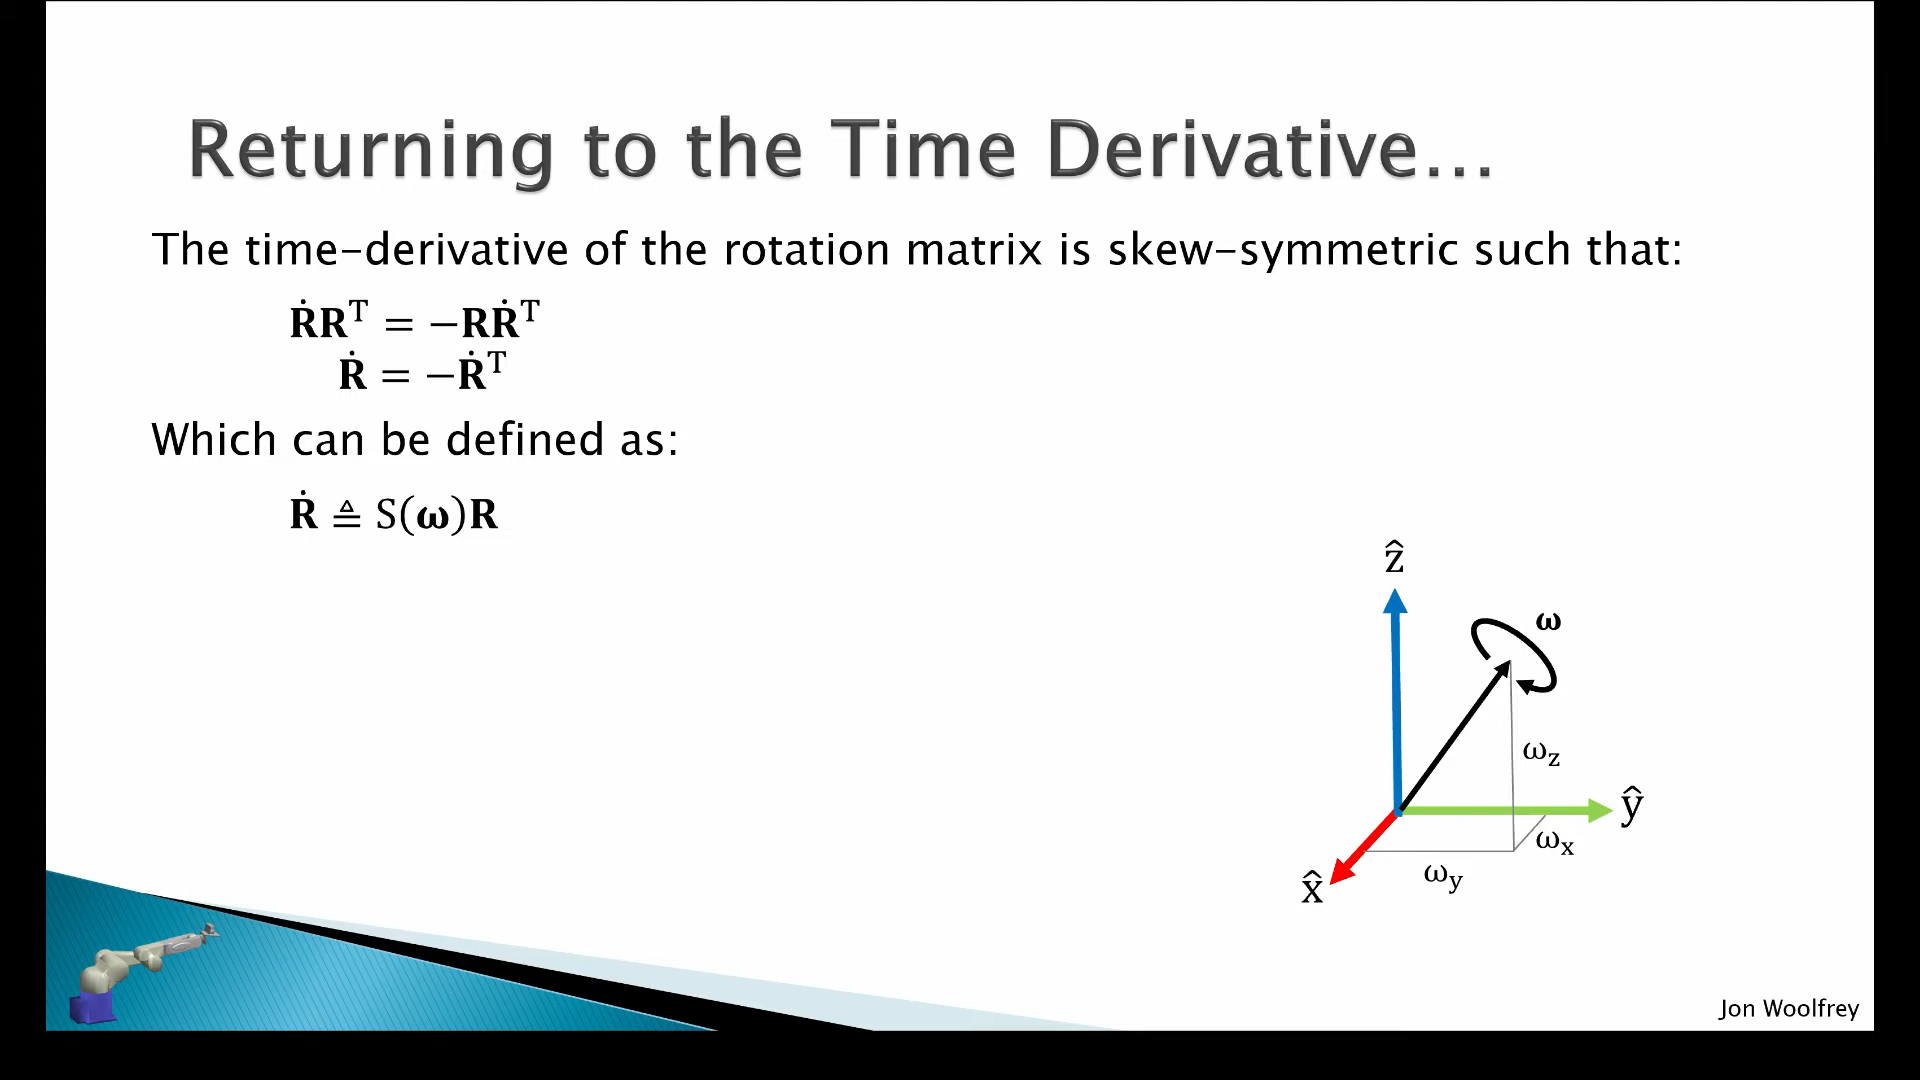 Returning to the Time Derivative...
The time-derivative of the rotation matrix is skew-symmetric such that:
ṘRᵀ = −RṘᵀ
Ṙ = −Ṙᵀ
Which can be defined as:
Ṙ ≜ S(ω)R
ẑ
ω
ω_z
ŷ
ω_x
ω_y
x̂
Jon Woolfrey